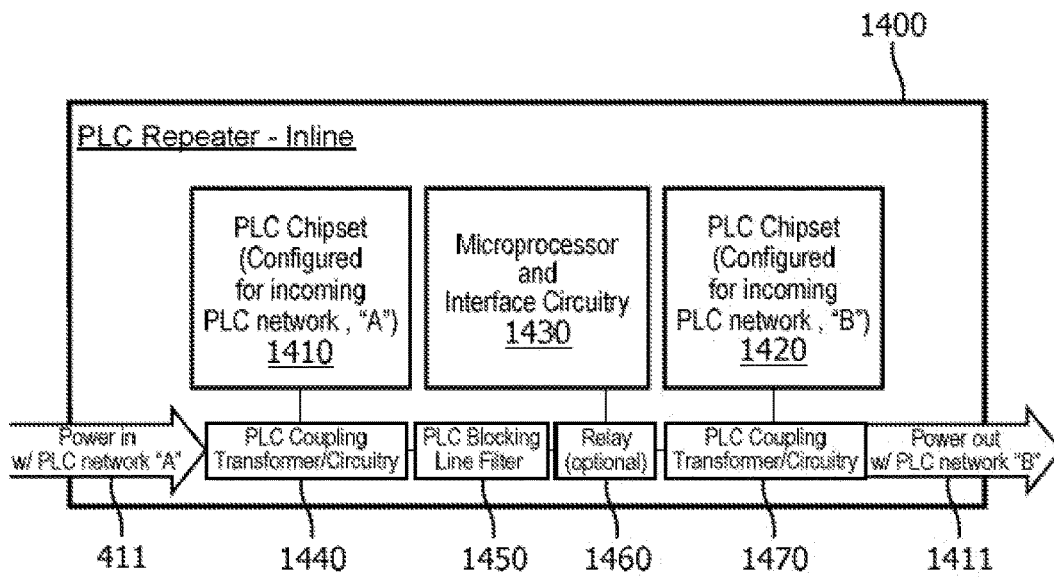 1400
PLC Repeater - Inline
PLC Chipset
(Configured
for incoming
PLC network , "A")
1410
Microprocessor
and
Interface Circuitry
1430
PLC Chipset
(Configured
for incoming
PLC network , "B")
1420
Power in
w/ PLC network "A"
PLC Coupling
Transformer/Circuitry
PLC Blocking
Line Filter
Relay
(optional)
PLC Coupling
Transformer/Circuitry
Power out
w/ PLC network "B"
411
1440
1450
1460
1470
1411